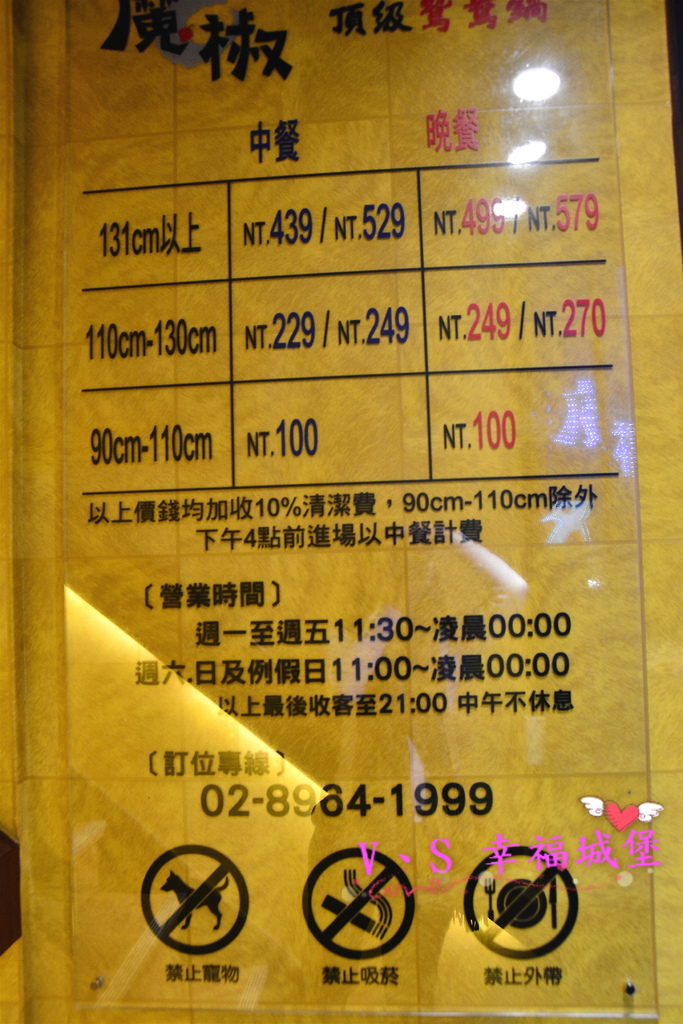 魔椒 頂級鴛鴦鍋
中餐 晚餐
131cm以上 NT.439 / NT.529 NT.499 / NT.579
110cm-130cm NT.229 / NT.249 NT.249 / NT.270
90cm-110cm NT.100 NT.100
以上價錢均加收10%清潔費，90cm-110cm除外
下午4點前進場以中餐計費
〔營業時間〕
週一至週五11:30~凌晨00:00
週六.日及例假日11:00~凌晨00:00
以上最後收客至21:00 中午不休息
〔訂位專線〕
02-8964-1999
V、S 幸福城堡
禁止寵物 禁止吸菸 禁止外帶